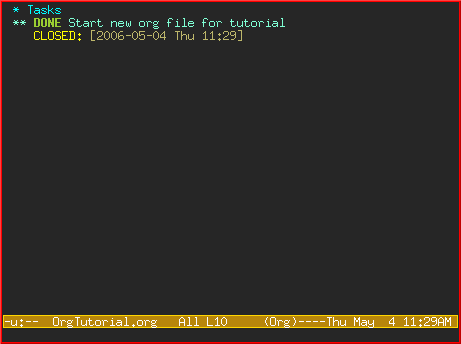 * Tasks
** DONE Start new org file for tutorial
CLOSED: [2006-05-04 Thu 11:29]
-u:-- OrgTutorial.org All L10 (Org)----Thu May 4 11:29AM